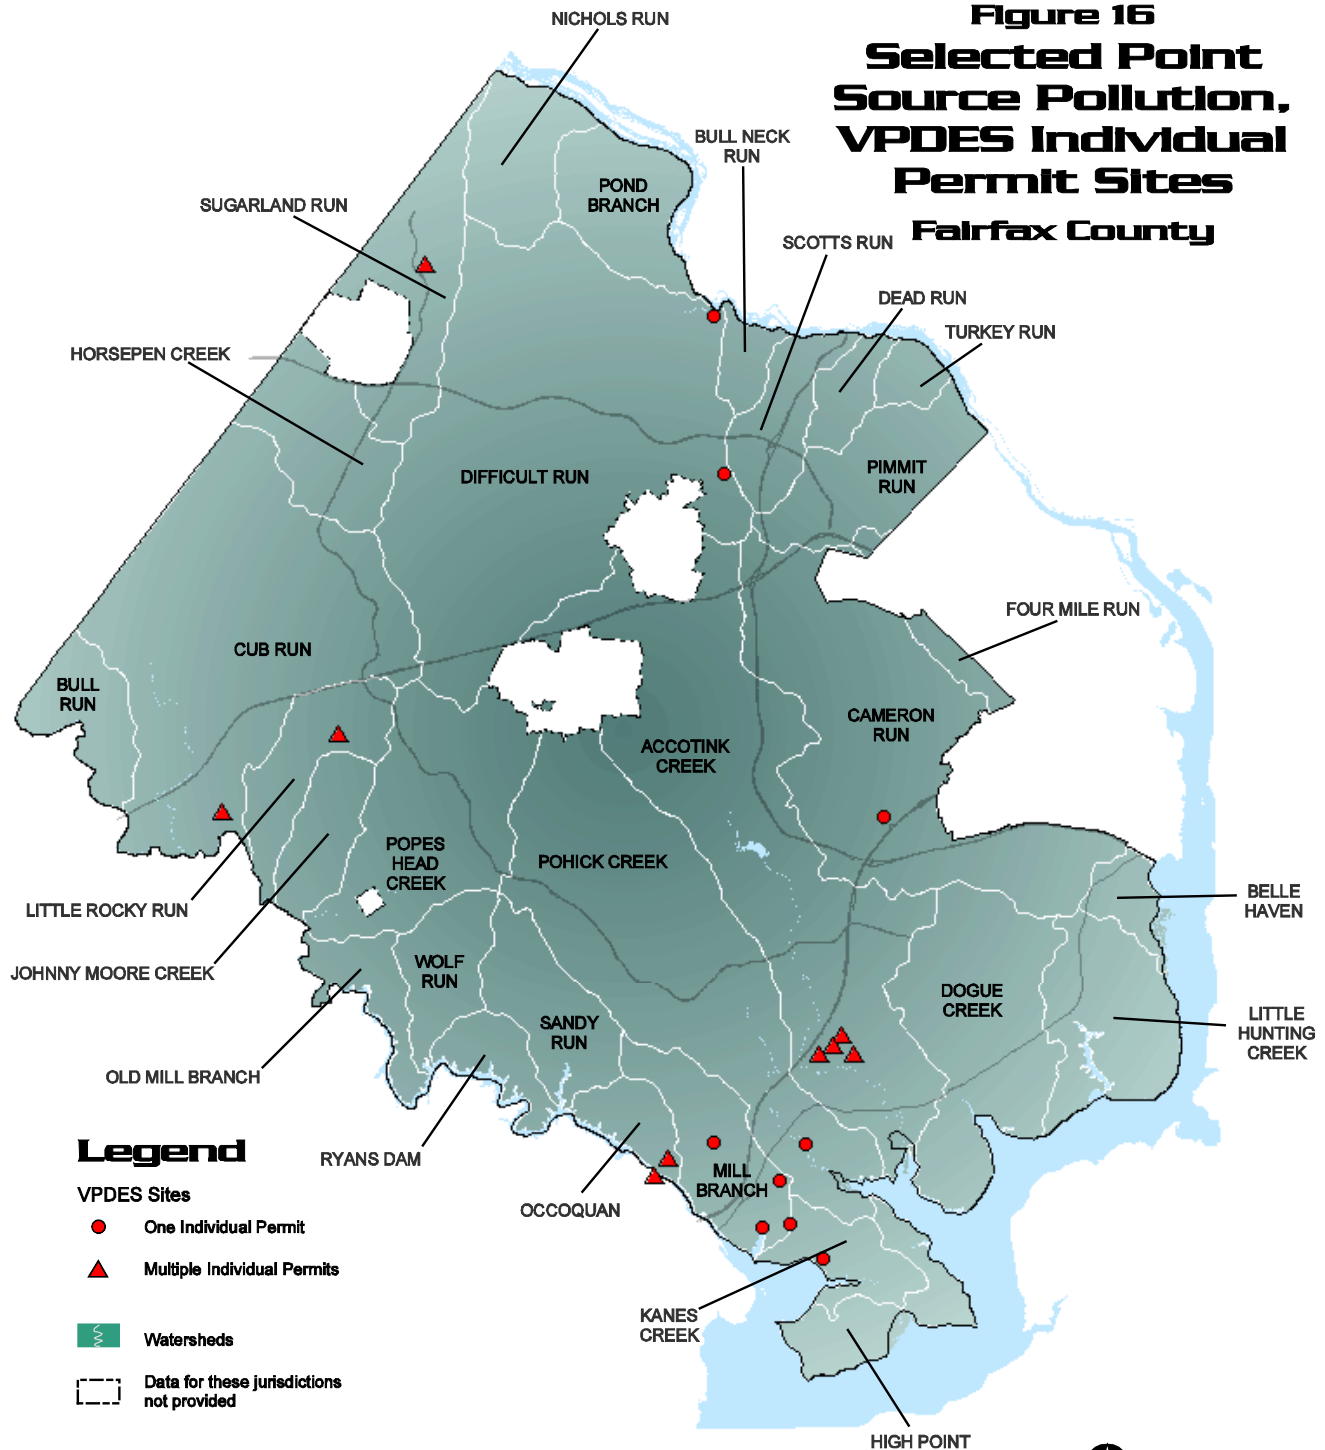 Figure 16
Selected Point
Source Pollution,
VPDES Individual
Permit Sites
Fairfax County
NICHOLS RUN
BULL NECK
RUN
POND
BRANCH
SUGARLAND RUN
SCOTTS RUN
DEAD RUN
TURKEY RUN
HORSEPEN CREEK
DIFFICULT RUN
PIMMIT
RUN
FOUR MILE RUN
CUB RUN
BULL
RUN
CAMERON
RUN
ACCOTINK
CREEK
POPES
HEAD
CREEK
POHICK CREEK
LITTLE ROCKY RUN
BELLE
HAVEN
JOHNNY MOORE CREEK
WOLF
RUN
DOGUE
CREEK
SANDY
RUN
LITTLE
HUNTING
CREEK
OLD MILL BRANCH
RYANS DAM
MILL
BRANCH
OCCOQUAN
KANES
CREEK
HIGH POINT
Legend
VPDES Sites
One Individual Permit
Multiple Individual Permits
Watersheds
Data for these jurisdictions
not provided